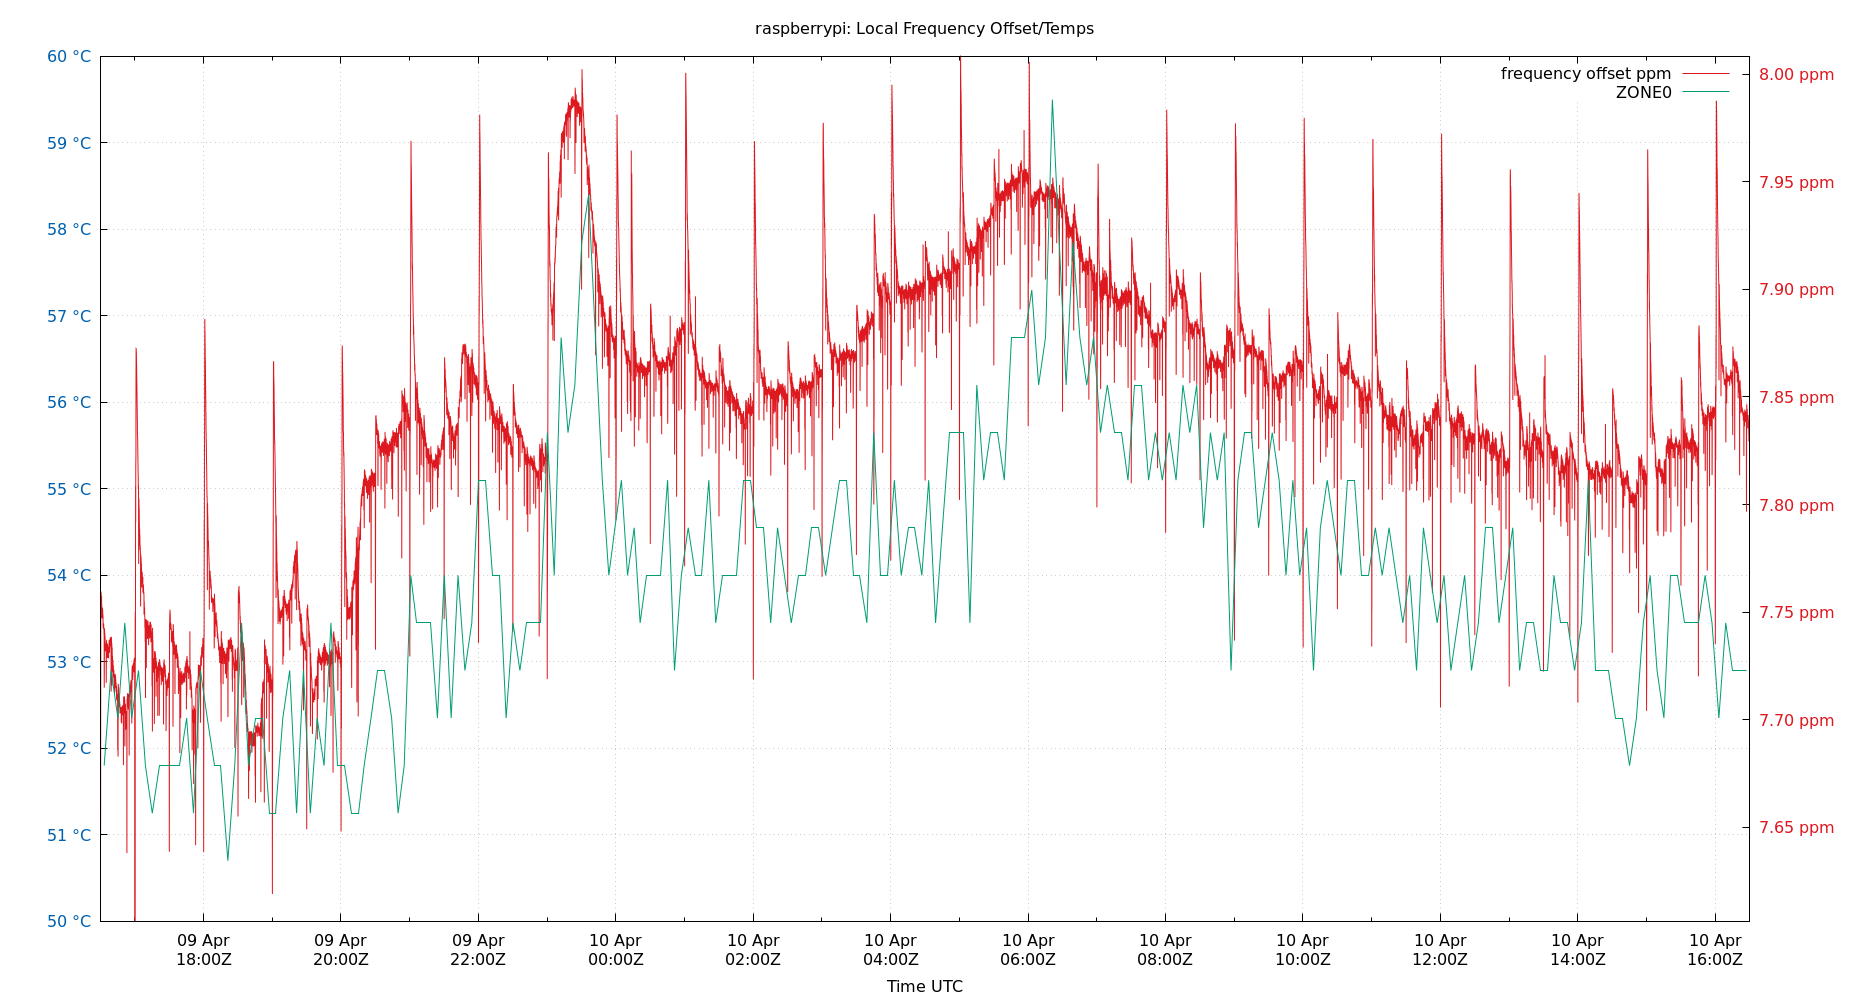 raspberrypi: Local Frequency Offset/Temps
60 °C
59 °C
58 °C
57 °C
56 °C
55 °C
54 °C
53 °C
52 °C
51 °C
50 °C
frequency offset ppm
ZONE0
8.00 ppm
7.95 ppm
7.90 ppm
7.85 ppm
7.80 ppm
7.75 ppm
7.70 ppm
7.65 ppm
09 Apr 09 Apr 09 Apr 10 Apr 10 Apr 10 Apr 10 Apr 10 Apr 10 Apr 10 Apr 10 Apr 10 Apr
18:00Z 20:00Z 22:00Z 00:00Z 02:00Z 04:00Z 06:00Z 08:00Z 10:00Z 12:00Z 14:00Z 16:00Z
Time UTC